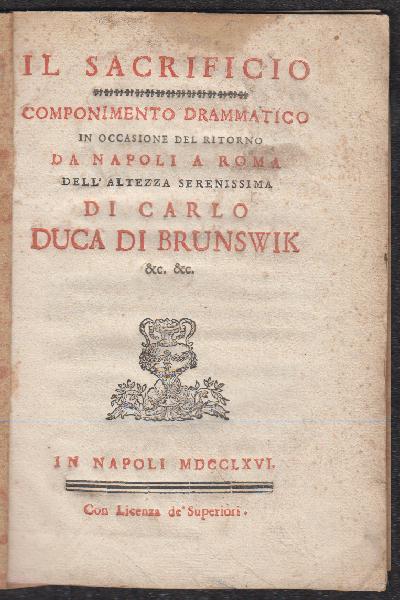 IL SACRIFICIO
COMPONIMENTO DRAMMATICO
IN OCCASIONE DEL RITORNO
DA NAPOLI A ROMA
DELL' ALTEZZA SERENISSIMA
DI CARLO
DUCA DI BRUNSWIK
&c. &c.
IN NAPOLI MDCCLXVI.
Con Licenza de' Superiori.